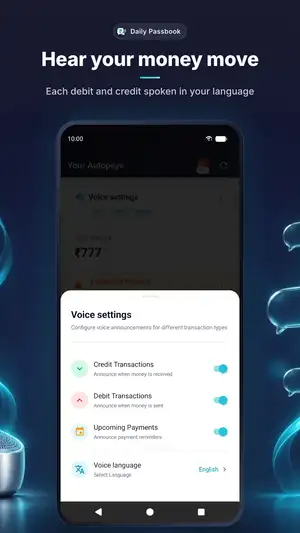 Daily Passbook
Hear your money move
Each debit and credit spoken in your language
10:00
Your Autopays
Voice settings
₹777
Voice settings
Configure voice announcements for different transaction types
Credit Transactions
Announce when money is received
Debit Transactions
Announce when money is sent
Upcoming Payments
Announce payment reminders
Voice language
Select Language
English